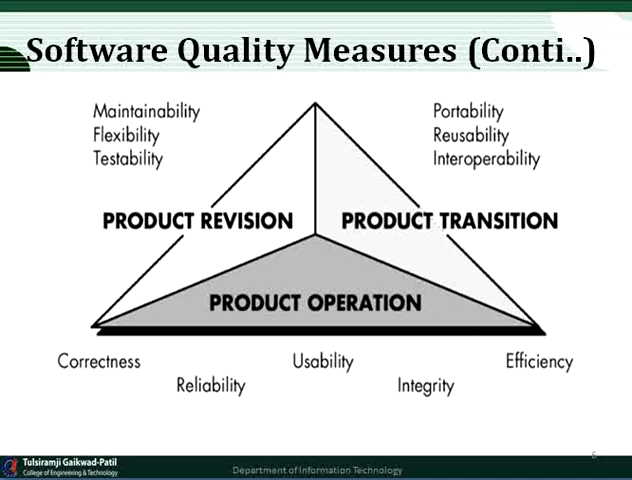 Software Quality Measures (Conti..)
Maintainability
Flexibility
Testability
Portability
Reusability
Interoperability
PRODUCT REVISION
PRODUCT TRANSITION
PRODUCT OPERATION
Correctness
Usability
Efficiency
Reliability
Integrity
6
Tulsiramji Gaikwad-Patil
College of Engineering & Technology
Department of Information Technology